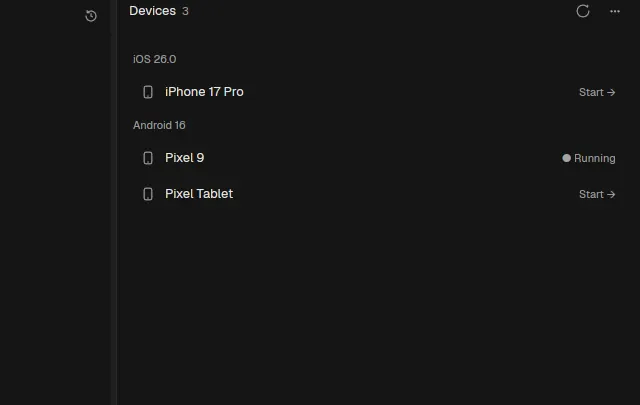 Devices 3
iOS 26.0
iPhone 17 Pro Start →
Android 16
Pixel 9 Running
Pixel Tablet Start →